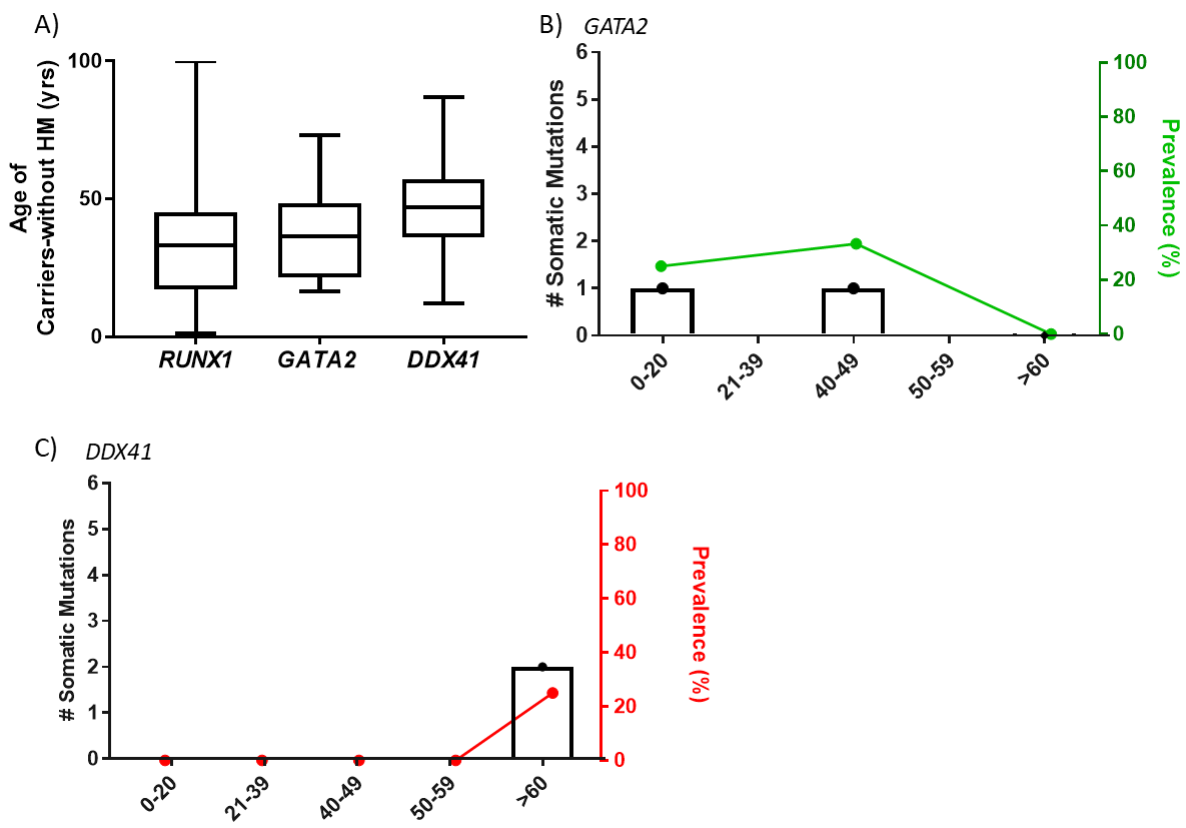 A)
Age of
Carriers-without HM (yrs)
100
50
0
RUNX1 GATA2 DDX41
B) GATA2
# Somatic Mutations
6
5
4
3
2
1
0
100
80
60
40
20
0
Prevalence (%)
0-20 21-39 40-49 50-59 >60
C) DDX41
# Somatic Mutations
6
5
4
3
2
1
0
100
80
60
40
20
0
Prevalence (%)
0-20 21-39 40-49 50-59 >60